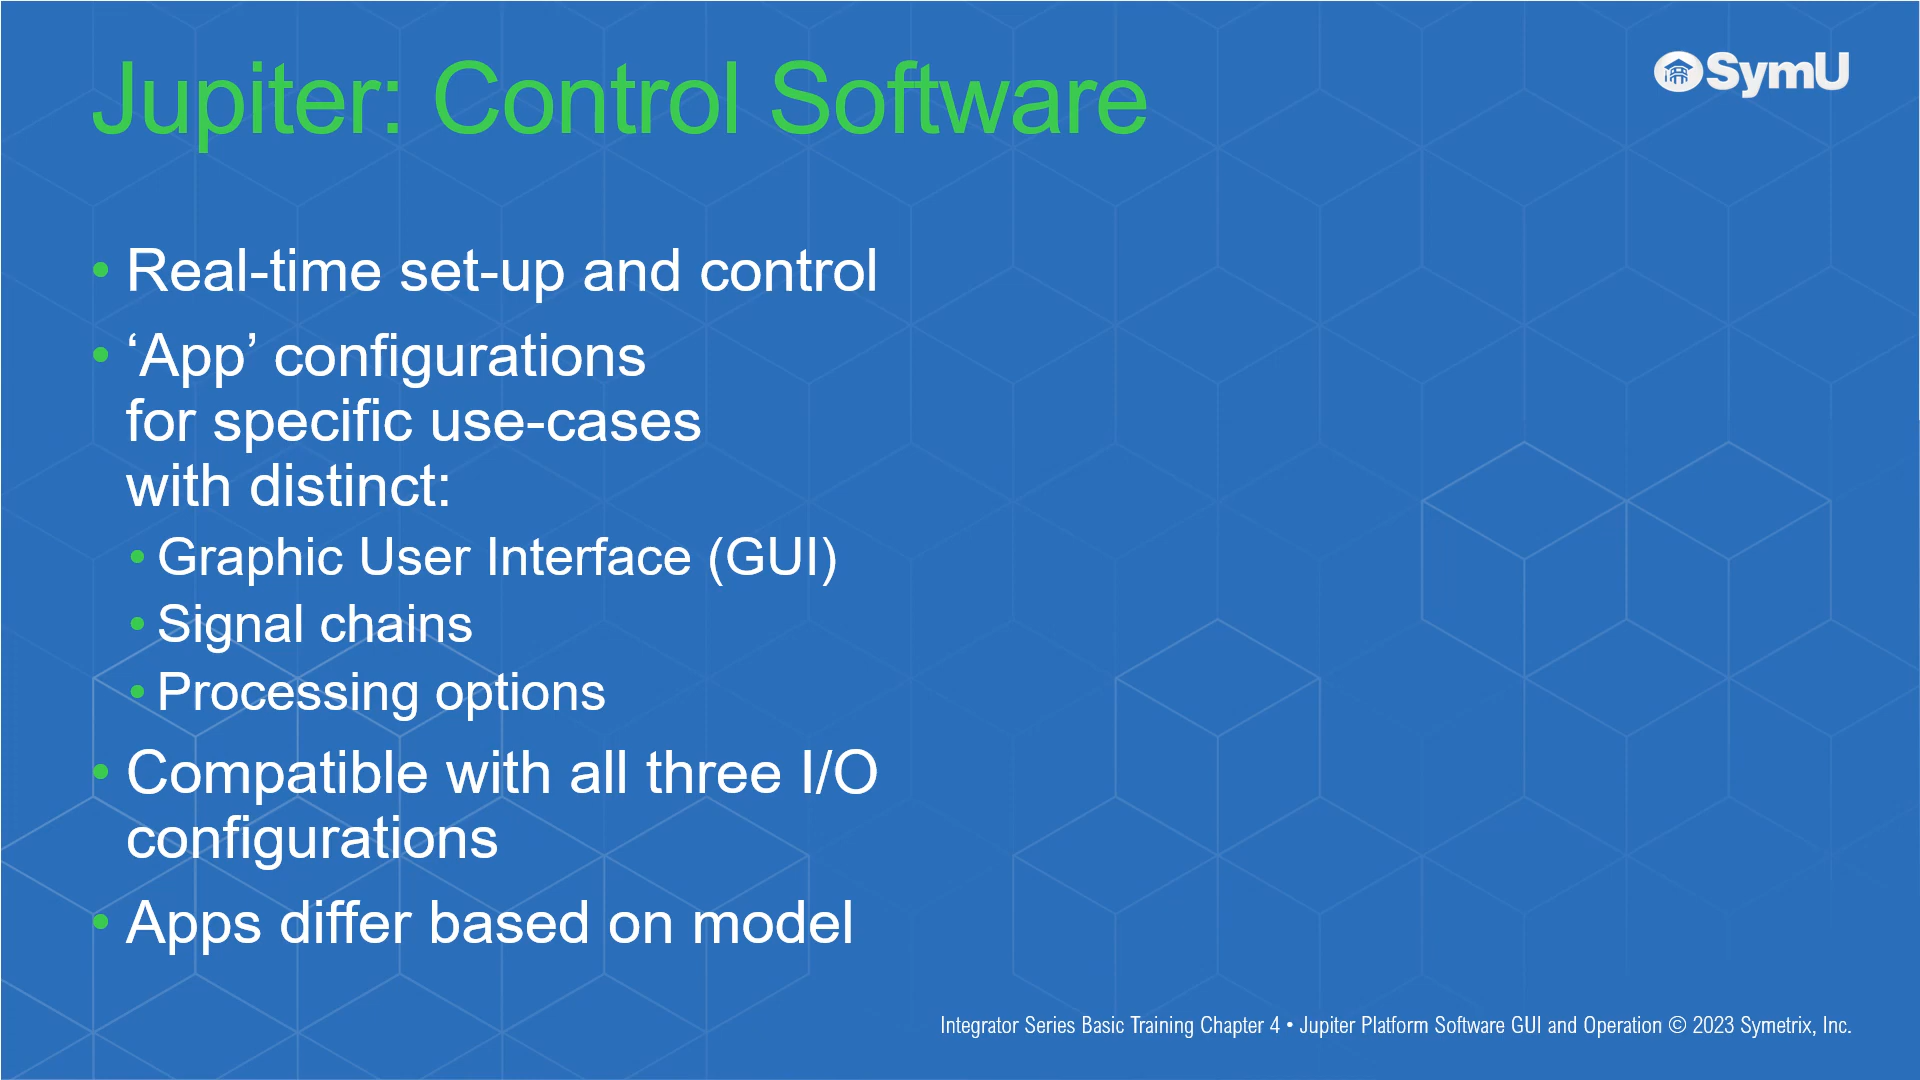 Jupiter: Control Software
SymU
• Real-time set-up and control
• ‘App’ configurations
for specific use-cases
with distinct:
• Graphic User Interface (GUI)
• Signal chains
• Processing options
• Compatible with all three I/O
configurations
• Apps differ based on model
Integrator Series Basic Training Chapter 4 • Jupiter Platform Software GUI and Operation © 2023 Symetrix, Inc.